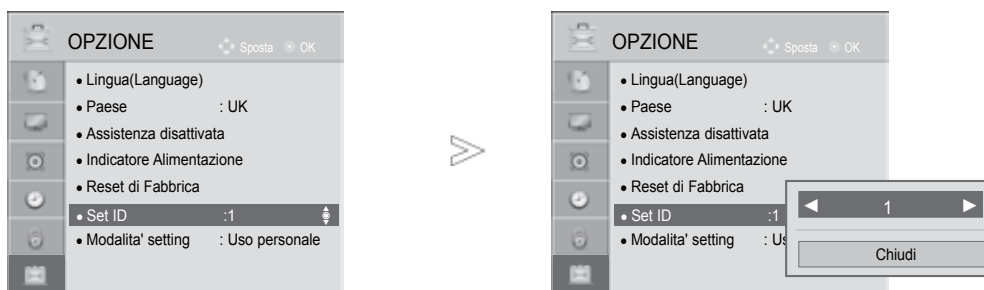 OPZIONE
Sposta OK
• Lingua(Language)
• Paese : UK
• Assistenza disattivata
• Indicatore Alimentazione
• Reset di Fabbrica
• Set ID :1
• Modalita' setting : Uso personale
OPZIONE
Sposta OK
• Lingua(Language)
• Paese : UK
• Assistenza disattivata
• Indicatore Alimentazione
• Reset di Fabbrica
• Set ID :1
• Modalita' setting : Us
◄ 1 ►
Chiudi